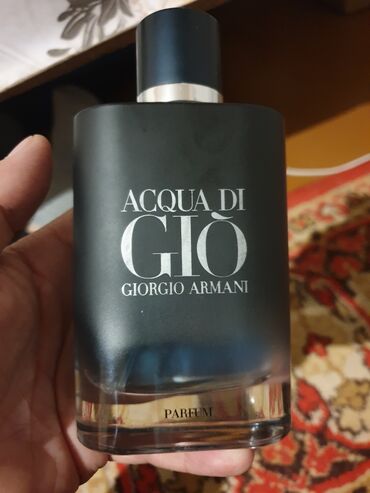 ACQUA DI
GIÒ
GIORGIO ARMANI
PARFUM